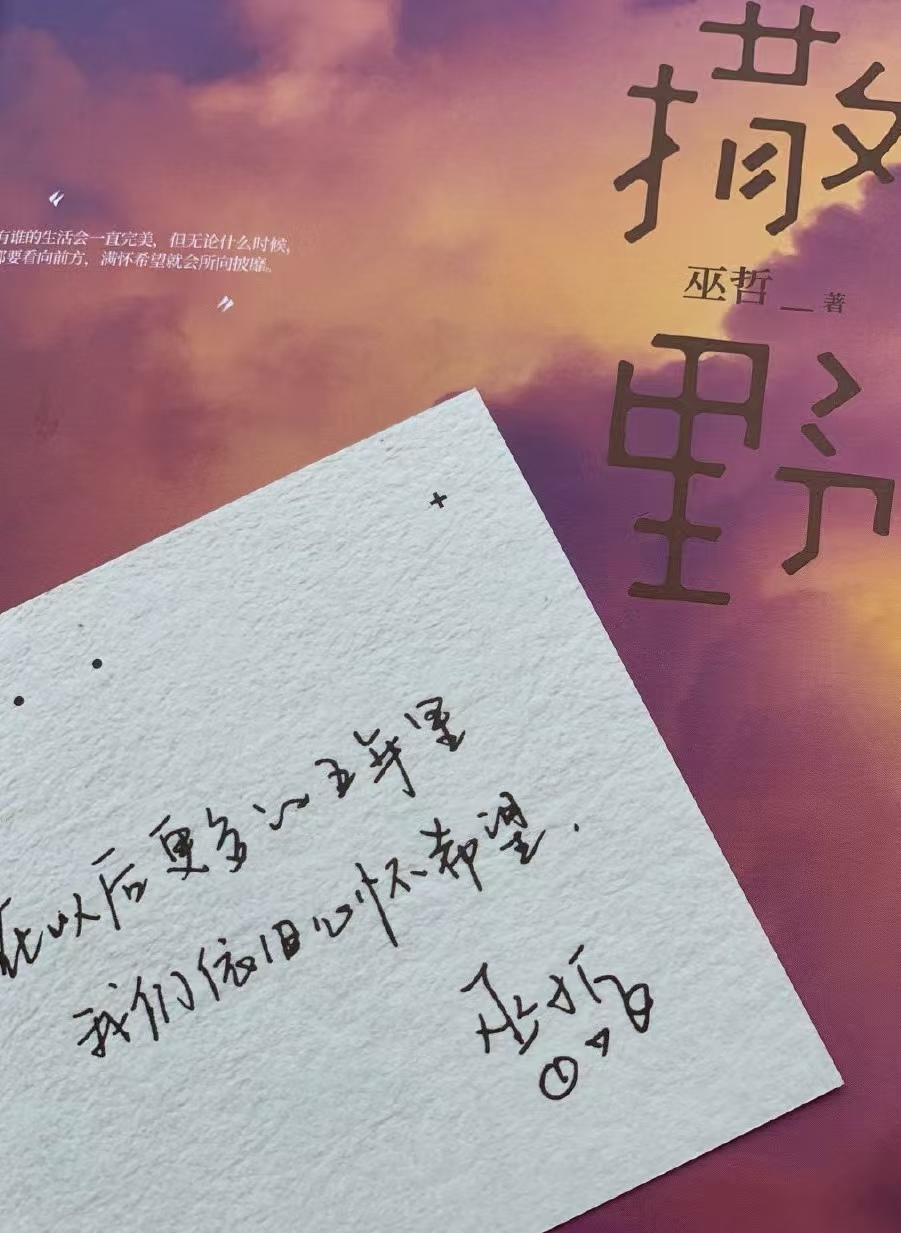 撒野
巫哲 著
“
有谁的生活会一直完美，但无论什么时候，
都要看向前方，满怀希望就会所向披靡。
”
在以后更多的五年里
我们依旧心怀希望.
巫哲